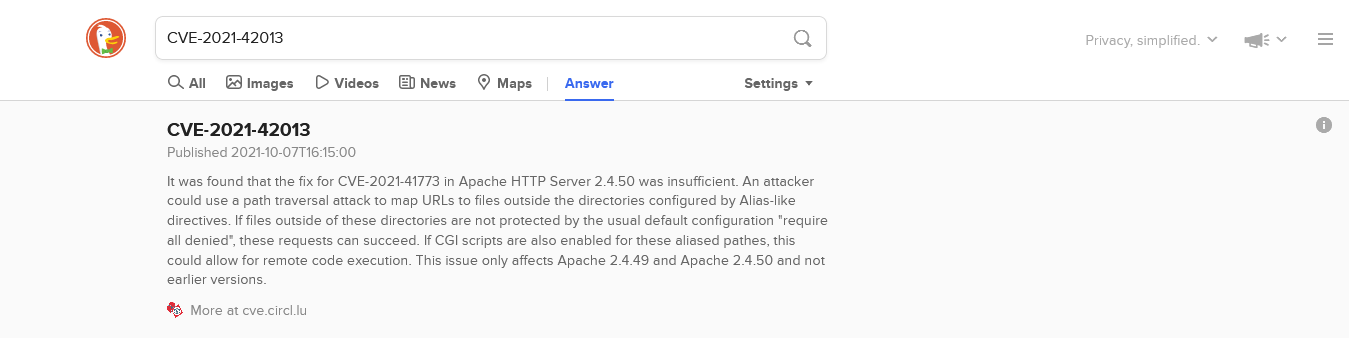 CVE-2021-42013
Privacy, simplified.
All Images Videos News Maps Answer Settings
CVE-2021-42013
Published 2021-10-07T16:15:00
It was found that the fix for CVE-2021-41773 in Apache HTTP Server 2.4.50 was insufficient. An attacker
could use a path traversal attack to map URLs to files outside the directories configured by Alias-like
directives. If files outside of these directories are not protected by the usual default configuration "require
all denied", these requests can succeed. If CGI scripts are also enabled for these aliased pathes, this
could allow for remote code execution. This issue only affects Apache 2.4.49 and Apache 2.4.50 and not
earlier versions.
More at cve.circl.lu